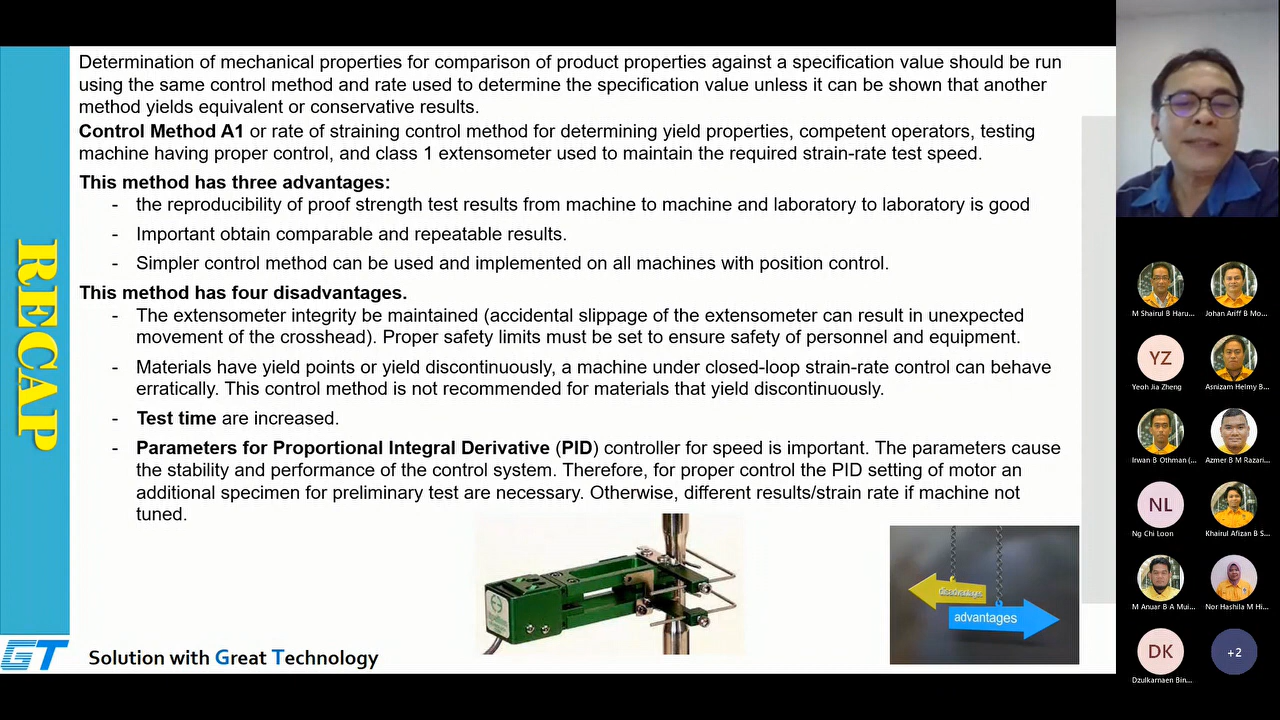 Determination of mechanical properties for comparison of product properties against a specification value should be run
using the same control method and rate used to determine the specification value unless it can be shown that another
method yields equivalent or conservative results.
Control Method A1 or rate of straining control method for determining yield properties, competent operators, testing
machine having proper control, and class 1 extensometer used to maintain the required strain-rate test speed.
This method has three advantages:
- the reproducibility of proof strength test results from machine to machine and laboratory to laboratory is good
- Important obtain comparable and repeatable results.
- Simpler control method can be used and implemented on all machines with position control.
This method has four disadvantages.
- The extensometer integrity be maintained (accidental slippage of the extensometer can result in unexpected
movement of the crosshead). Proper safety limits must be set to ensure safety of personnel and equipment.
- Materials have yield points or yield discontinuously, a machine under closed-loop strain-rate control can behave
erratically. This control method is not recommended for materials that yield discontinuously.
- Test time are increased.
- Parameters for Proportional Integral Derivative (PID) controller for speed is important. The parameters cause
the stability and performance of the control system. Therefore, for proper control the PID setting of motor an
additional specimen for preliminary test are necessary. Otherwise, different results/strain rate if machine not
tuned.
RECAP
disadvantages
advantages
GT
Solution with Great Technology
M Shairul B Haru...
Johan Ariff B Mo...
YZ
Yeoh Jia Zheng
Asnizam Helmy B...
Irwan B Othman (...
Azmer B M Razari...
NL
Ng Chi Loon
Khairul Afizan B S...
M Anuar B A Mui...
Nor Hashila M Hi...
DK
Dzulkarnaen Bin...
+2